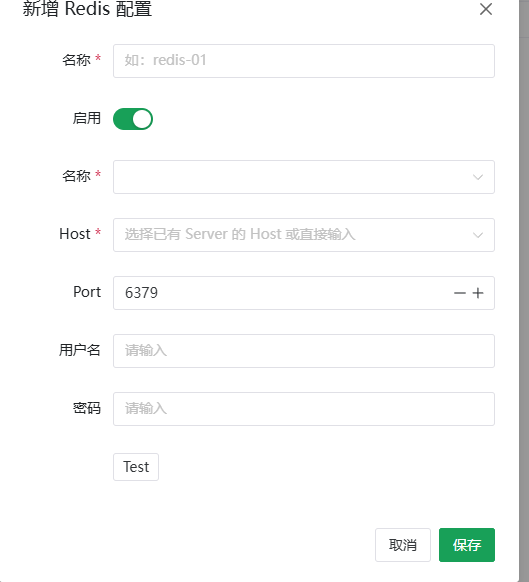 新增 Redis 配置
名称 *
如：redis-01
启用
名称 *
Host *
选择已有 Server 的 Host 或直接输入
Port
6379
用户名
请输入
密码
请输入
Test
取消
保存